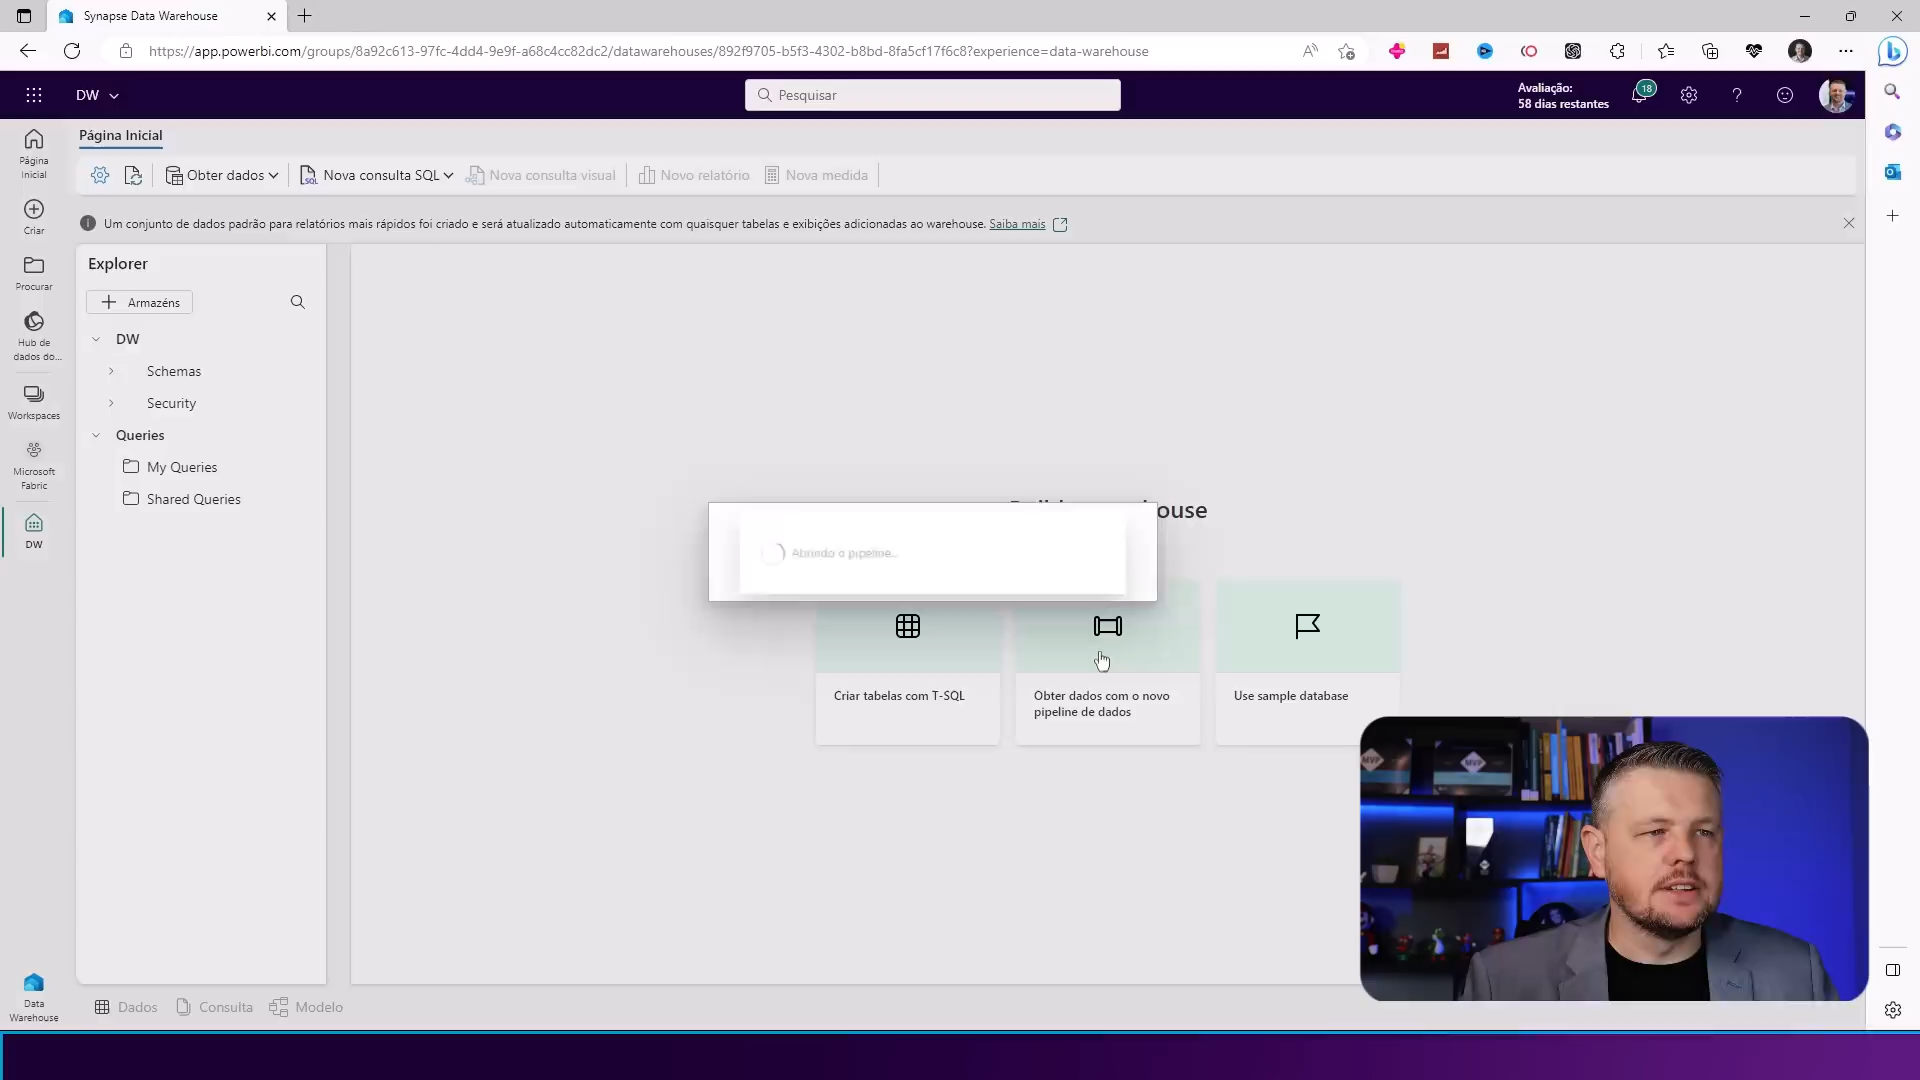 Synapse Data Warehouse
https://app.powerbi.com/groups/8a92c613-97fc-4dd4-9e9f-a68c4cc82dc2/datawarehouses/892f9705-b5f3-4302-b8bd-8fa5cf17f6c8?experience=data-warehouse
DW
Pesquisar
Avaliação:
58 dias restantes
18
Página Inicial
Página
Inicial
Obter dados
Nova consulta SQL
Nova consulta visual
Novo relatório
Nova medida
Criar
Um conjunto de dados padrão para relatórios mais rápidos foi criado e será atualizado automaticamente com quaisquer tabelas e exibições adicionadas ao warehouse. Saiba mais
Explorer
Procurar
Armazéns
DW
Hub de
dados do...
Schemas
Security
Workspaces
Queries
My Queries
Microsoft
Fabric
Shared Queries
DW
Abrindo o pipeline...
Criar tabelas com T-SQL
Obter dados com o novo
pipeline de dados
Use sample database
MVP
MVP
Data
Warehouse
Dados
Consulta
Modelo